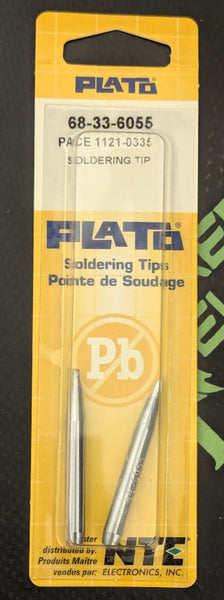 PLATO
68-33-6055
PACE 1121-0335
SOLDERING TIP
PLATO
Soldering Tips
Pointe de Soudage
Pb
distributed by:
Produits Maître
vendus par:
NTE
ELECTRONICS, INC.